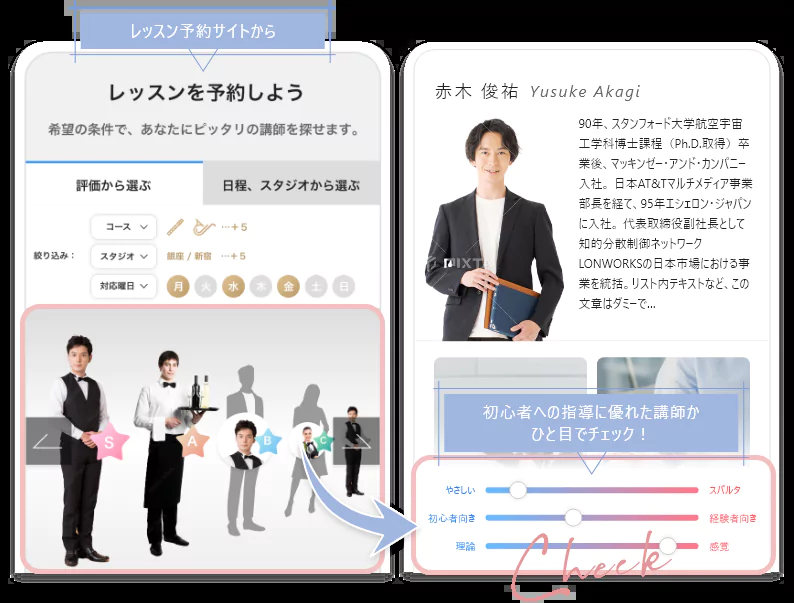 レッスン予約サイトから
レッスンを予約しよう
希望の条件で、あなたにピッタリの講師を探せます。
評価から選ぶ
日程、スタジオから選ぶ
絞り込み：
コース
…＋5
スタジオ
銀座 / 新宿 …＋5
対応曜日
月 火 水 木 金 土 日
S
A
B
C
赤木 俊祐 Yusuke Akagi
90年、スタンフォード大学航空宇宙
工学科博士課程（Ph.D.取得）卒
業後、マッキンゼー・アンド・カンパニー
入社。日本AT&Tマルチメディア事業
部長を経て、95年エシェロン・ジャパン
に入社。代表取締役副社長として
知的分散制御ネットワーク
LONWORKSの日本市場における事
業を統括。リスト内テキストなど、この
文章はダミーで...
PIXTA
初心者への指導に優れた講師か
ひと目でチェック！
やさしい
スパルタ
初心者向き
経験者向き
理論
感覚
Check